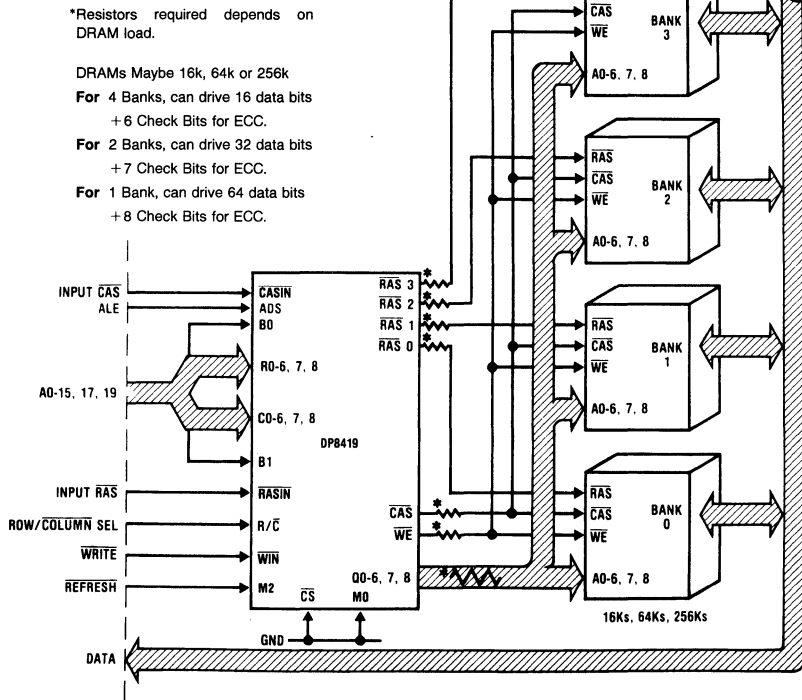 *Resistors required depends on
DRAM load.
DRAMs Maybe 16k, 64k or 256k
For 4 Banks, can drive 16 data bits
+6 Check Bits for ECC.
For 2 Banks, can drive 32 data bits
+7 Check Bits for ECC.
For 1 Bank, can drive 64 data bits
+8 Check Bits for ECC.
CAS
WE
A0-6, 7, 8
BANK
3
RAS
CAS
WE
A0-6, 7, 8
BANK
2
RAS
CAS
WE
A0-6, 7, 8
BANK
1
RAS
CAS
WE
A0-6, 7, 8
BANK
0
16Ks, 64Ks, 256Ks
INPUT CAS
ALE
A0-15, 17, 19
INPUT RAS
ROW/COLUMN SEL
WRITE
REFRESH
CASIN
ADS
B0
R0-6, 7, 8
C0-6, 7, 8
DP8419
B1
RASIN
R/C
WIN
M2
RAS 3
*
RAS 2
*
RAS 1
*
RAS 0
*
CAS
*
WE
*
Q0-6, 7, 8
*
CS
M0
GND
DATA